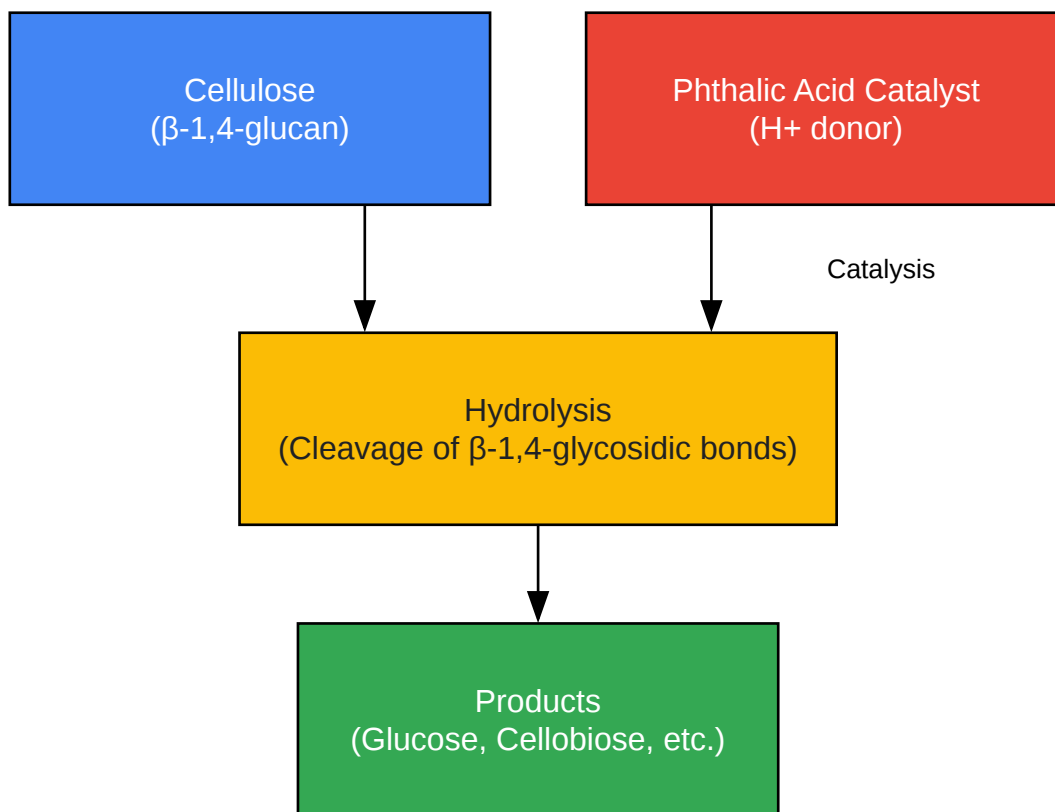 Cellulose
(β-1,4-glucan)
Phthalic Acid Catalyst
(H+ donor)
Catalysis
Hydrolysis
(Cleavage of β-1,4-glycosidic bonds)
Products
(Glucose, Cellobiose, etc.)